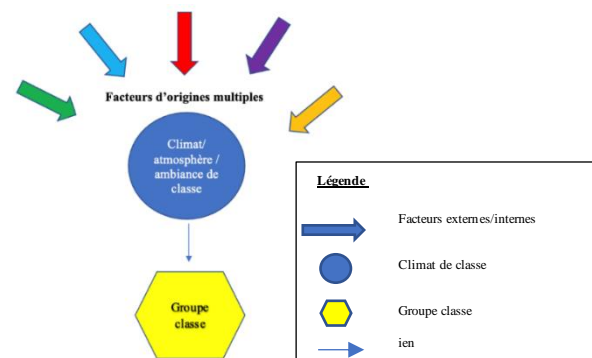 Facteurs d'origines multiples
Climat/
atmosphère /
ambiance de
classe
Groupe
classe
Légende
Facteurs externes/internes
Climat de classe
Groupe classe
ien